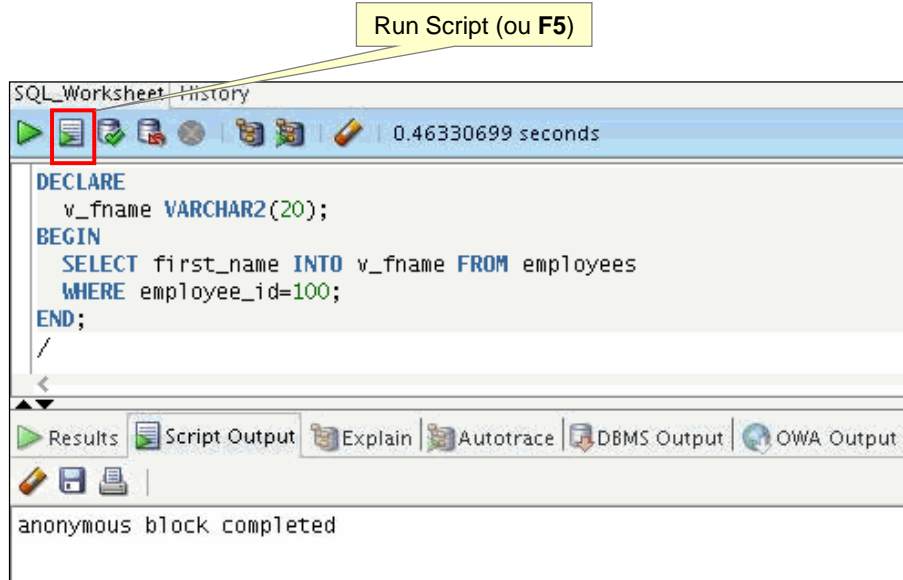 Run Script (ou F5)
SQL_Worksheet History
0.46330699 seconds
DECLARE
v_fname VARCHAR2(20);
BEGIN
SELECT first_name INTO v_fname FROM employees
WHERE employee_id=100;
END;
/
Results Script Output Explain Autotrace DBMS Output OWA Output
anonymous block completed